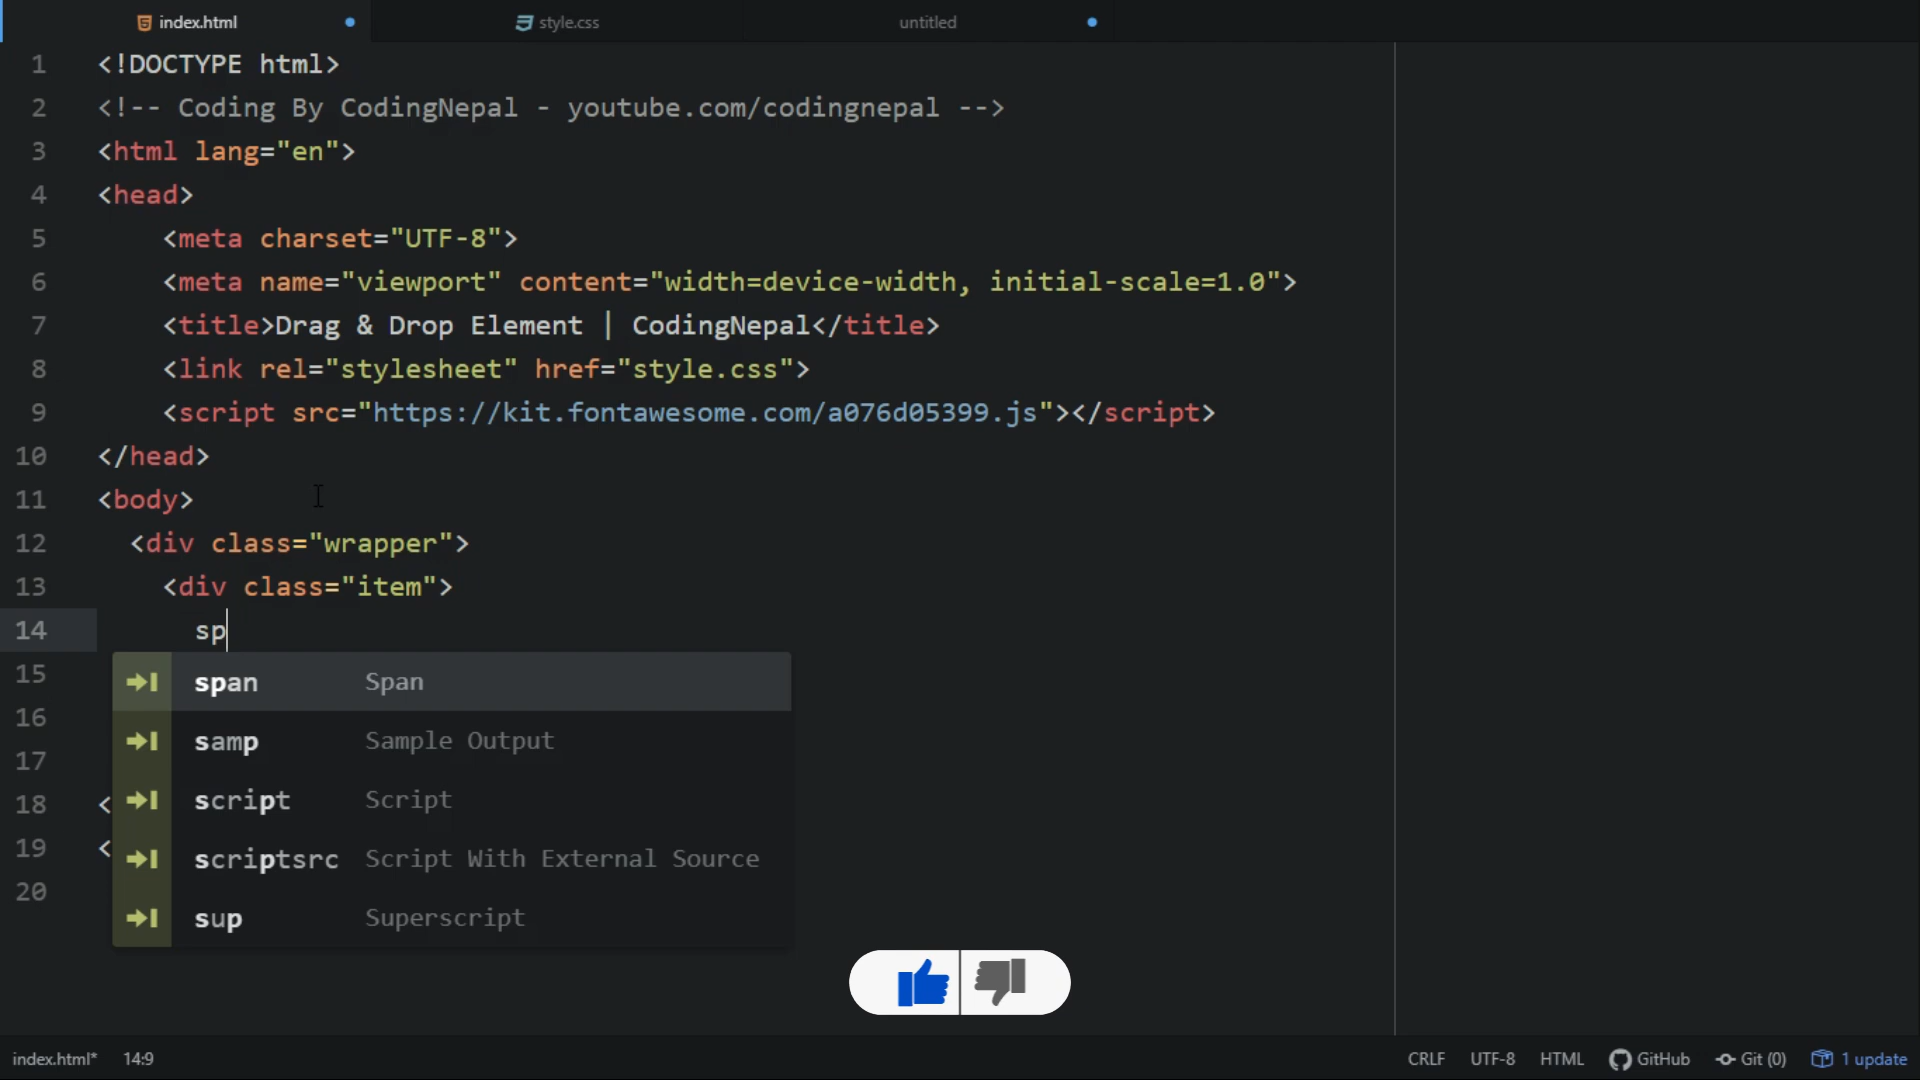 index.html
style.css
untitled
1 <!DOCTYPE html>
2 <!-- Coding By CodingNepal - youtube.com/codingnepal -->
3 <html lang="en">
4 <head>
5 <meta charset="UTF-8">
6 <meta name="viewport" content="width=device-width, initial-scale=1.0">
7 <title>Drag & Drop Element | CodingNepal</title>
8 <link rel="stylesheet" href="style.css">
9 <script src="https://kit.fontawesome.com/a076d05399.js"></script>
10 </head>
11 <body>
12 <div class="wrapper">
13 <div class="item">
14 sp
15 span Span
16 samp Sample Output
17 script Script
18 <
scriptsrc Script With External Source
19 <
20 sup Superscript
index.html* 14:9 CRLF UTF-8 HTML GitHub Git (0) 1 update